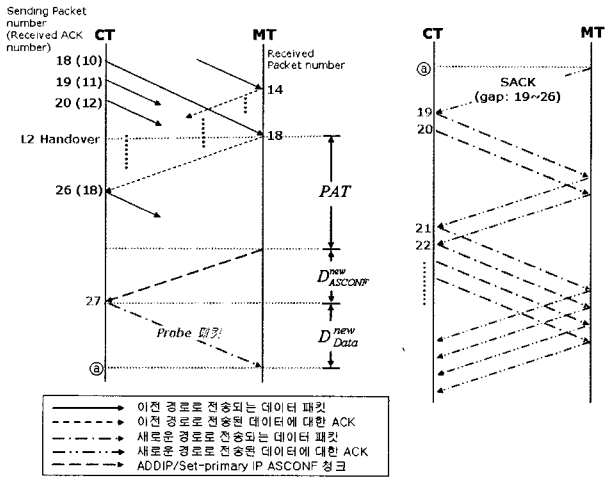 Sending Packet
number
(Received ACK
number)
CT
MT
Received
Packet number
18 (10)
19 (11)
20 (12)
14
L2 Handover
18
26 (18)
PAT
D new ASCONF
27
Probe 패킷
D new Data
ⓐ
CT
MT
ⓐ
SACK
(gap: 19~26)
19
20
21
22
이전 경로로 전송되는 데이터 패킷
이전 경로로 전송된 데이터에 대한 ACK
새로운 경로로 전송되는 데이터 패킷
새로운 경로로 전송된 데이터에 대한 ACK
ADDIP/Set-primary IP ASCONF 청크